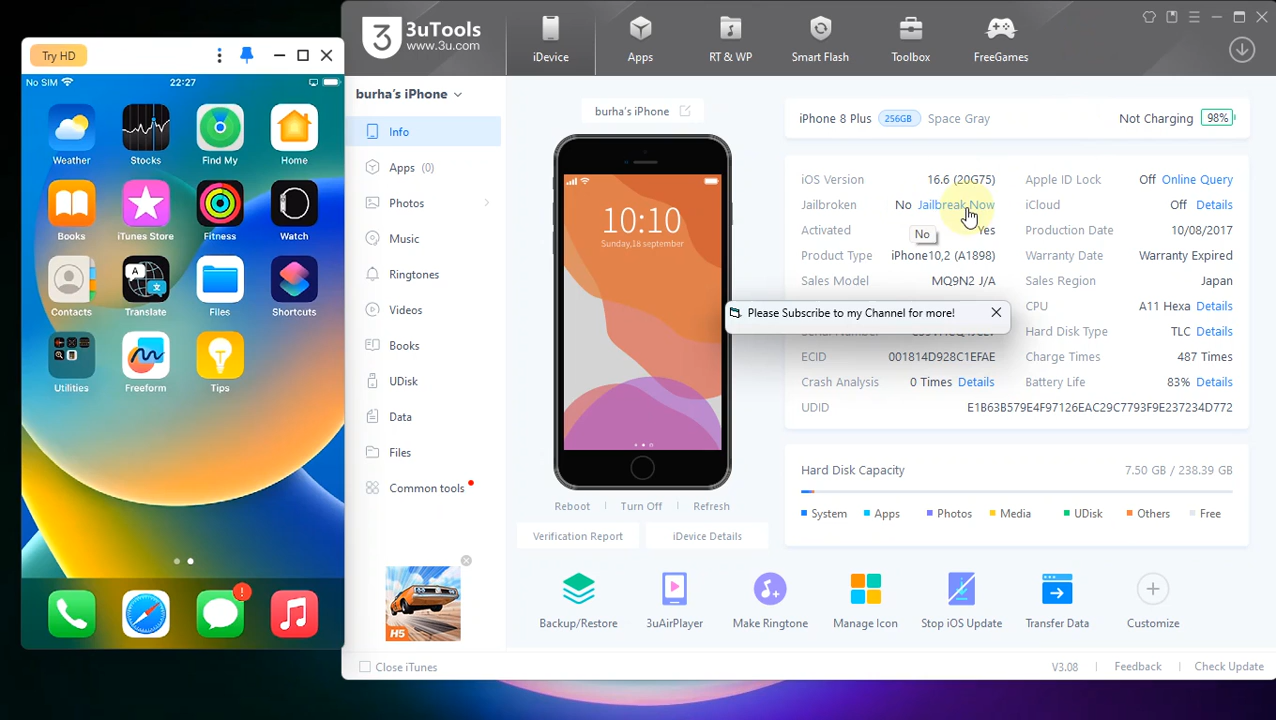 Try HD
No SIM
22:27
Weather
Stocks
Find My
Home
Books
iTunes Store
Fitness
Watch
Contacts
Translate
Files
Shortcuts
Utilities
Freeform
Tips
3uTools
www.3u.com
iDevice
Apps
RT & WP
Smart Flash
Toolbox
FreeGames
burha's iPhone
Info
Apps (0)
Photos
Music
Ringtones
Videos
Books
UDisk
Data
Files
Common tools
H5
Close iTunes
burha's iPhone
10:10
Sunday,16 september
Reboot
Turn Off
Refresh
Verification Report
iDevice Details
iPhone 8 Plus 256GB Space Gray
Not Charging 98%
iOS Version 16.6 (20G75)
Apple ID Lock Off Online Query
Jailbroken No Jailbreak Now
iCloud Off Details
Activated Yes
No
Production Date 10/08/2017
Product Type iPhone10,2 (A1898)
Warranty Date Warranty Expired
Sales Model MQ9N2 J/A
Sales Region Japan
Please Subscribe to my Channel for more!
CPU A11 Hexa Details
Hard Disk Type TLC Details
ECID 001814D928C1EFAE
Charge Times 487 Times
Crash Analysis 0 Times Details
Battery Life 83% Details
UDID E1B63B579E4F97126EAC29C7793F9E237234D772
Hard Disk Capacity 7.50 GB / 238.39 GB
System
Apps
Photos
Media
UDisk
Others
Free
Backup/Restore
3uAirPlayer
Make Ringtone
Manage Icon
Stop iOS Update
Transfer Data
Customize
V3.08
Feedback
Check Update